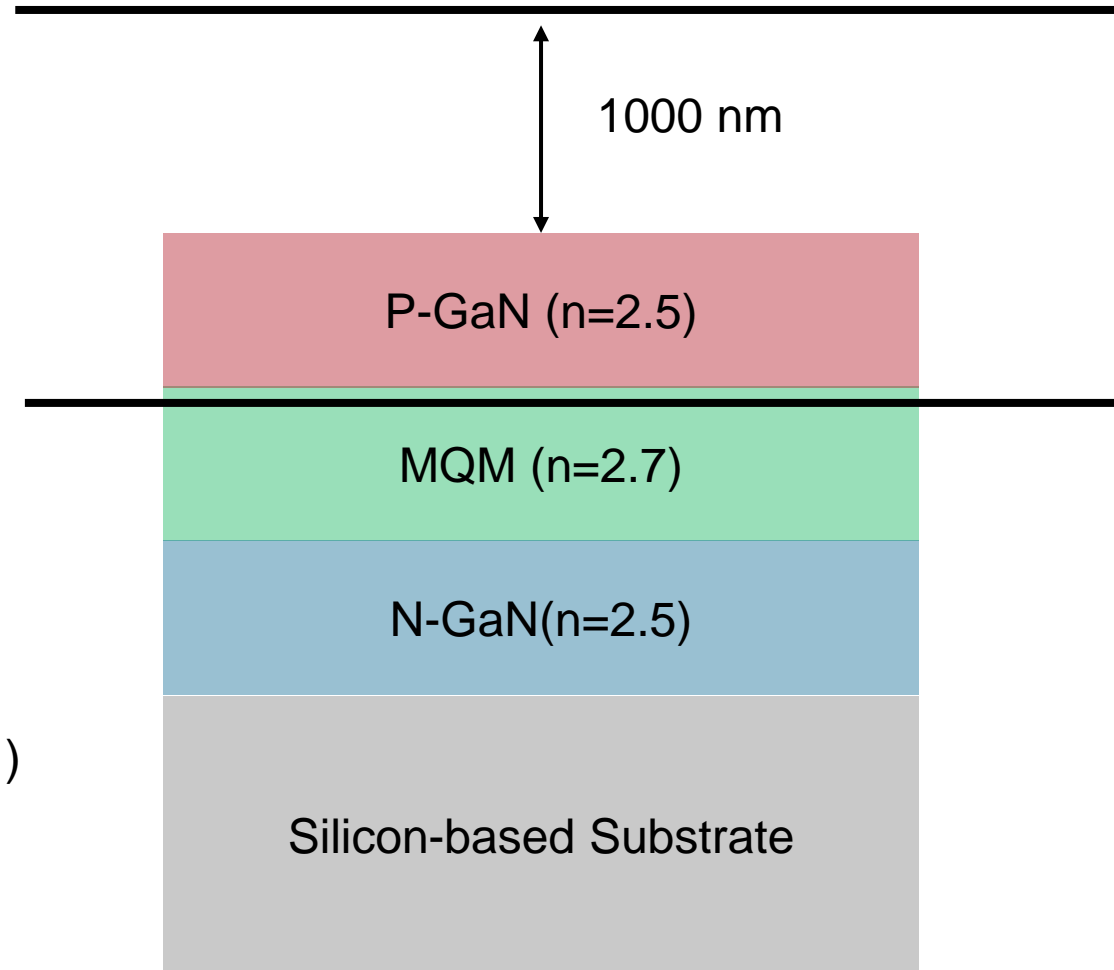 1000 nm
P-GaN (n=2.5)
MQM (n=2.7)
N-GaN(n=2.5)
)
Silicon-based Substrate